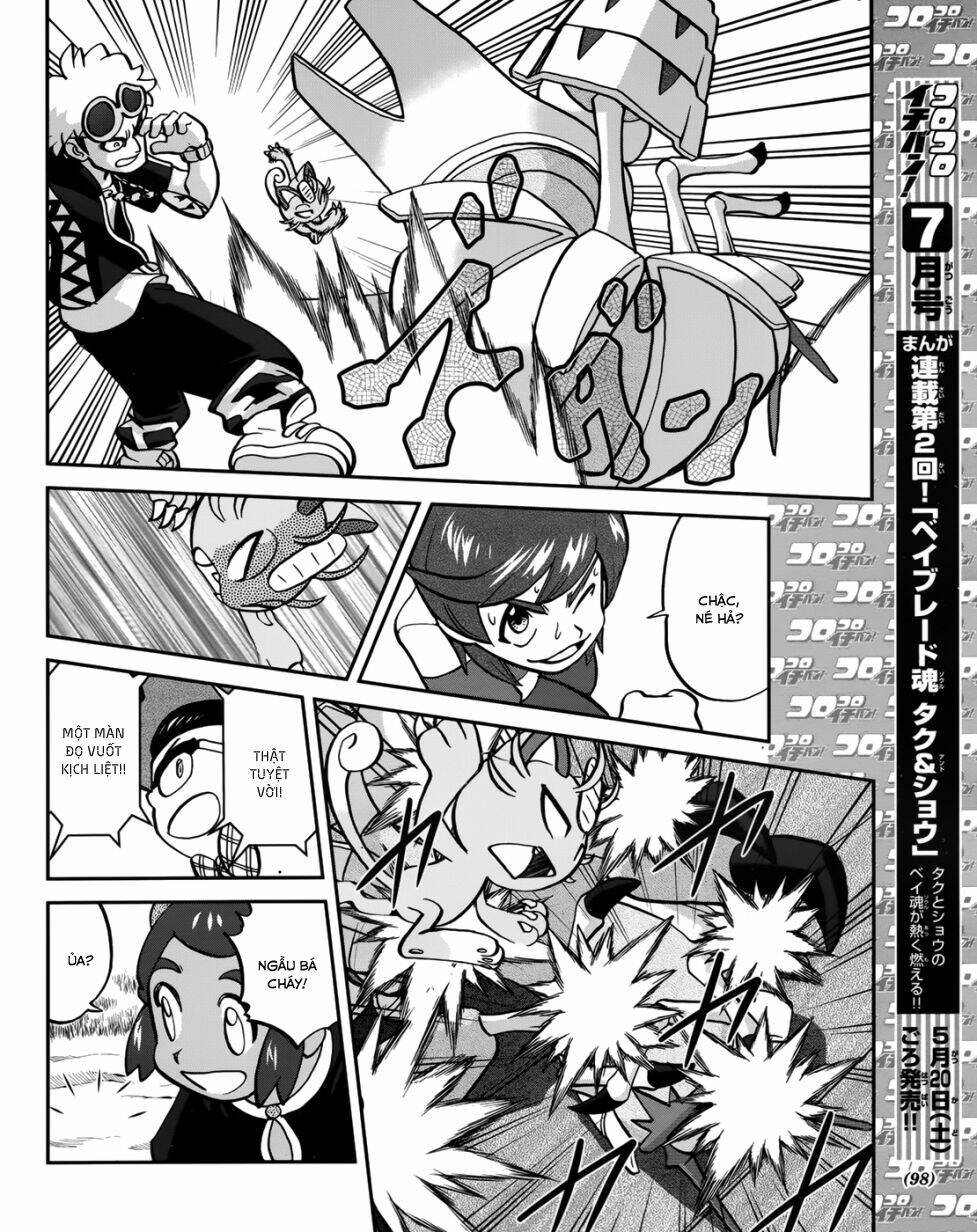 CHẬC,
NÉ HẢ?
MỘT MÀN
ĐỌ VUỐT
KỊCH LIỆT!!
THẬT
TUYỆT
VỜI!
NGẦU BÁ
CHÁY!
ỦA?
コロコロ
イチバン!
7月号
まんが
連載第2回!「ベイブレード魂 タク&ショウ」
タクとショウの
ベイ魂が熱く燃える!!
5月20日(土)
ごろ発売!!
(98)